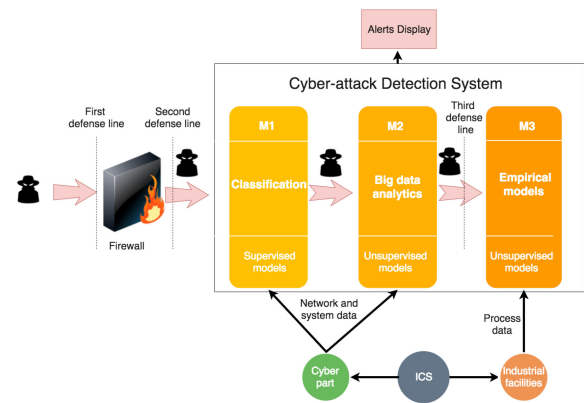 Alerts Display
Cyber-attack Detection System
First
defense line
Second
defense line
Third
defense
line
M1
M2
M3
Classification
Big data
analytics
Empirical
models
Firewall
Supervised
models
Unsupervised
models
Unsupervised
models
Network and
system data
Process
data
Cyber
part
ICS
Industrial
facilities